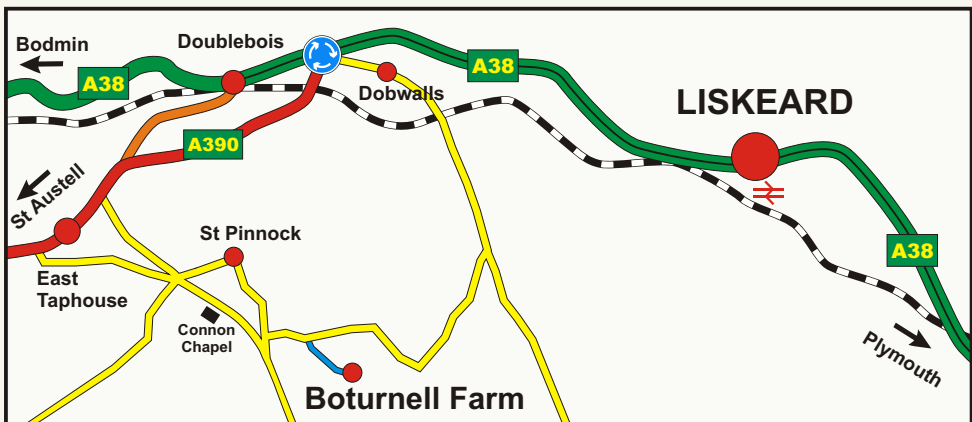 Bodmin
Doublebois
A38
A38
Dobwalls
LISKEARD
A390
St Austell
St Pinnock
A38
East
Taphouse
Connon
Chapel
Plymouth
Boturnell Farm